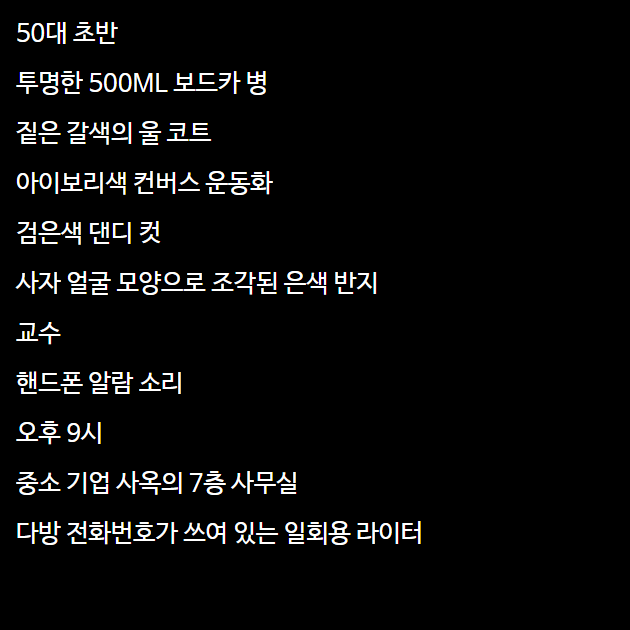 50대 초반
투명한 500ML 보드카 병
짙은 갈색의 울 코트
아이보리색 컨버스 운동화
검은색 댄디 컷
사자 얼굴 모양으로 조각된 은색 반지
교수
핸드폰 알람 소리
오후 9시
중소 기업 사옥의 7층 사무실
다방 전화번호가 쓰여 있는 일회용 라이터